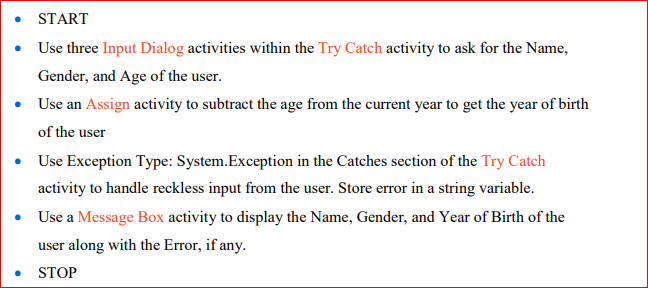 • START
• Use three Input Dialog activities within the Try Catch activity to ask for the Name,
Gender, and Age of the user.
• Use an Assign activity to subtract the age from the current year to get the year of birth
of the user
• Use Exception Type: System.Exception in the Catches section of the Try Catch
activity to handle reckless input from the user. Store error in a string variable.
• Use a Message Box activity to display the Name, Gender, and Year of Birth of the
user along with the Error, if any.
• STOP